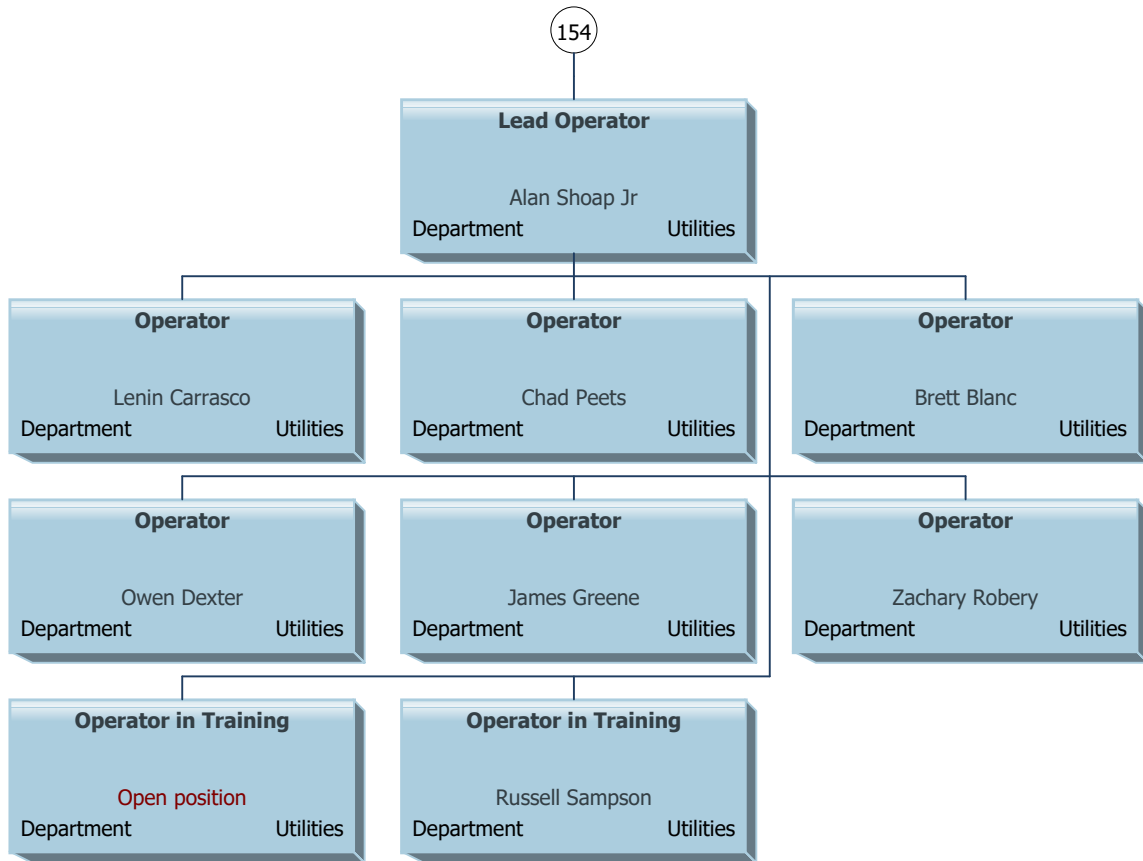 154
Lead Operator
Alan Shoap Jr
Department Utilities
Operator
Lenin Carrasco
Department Utilities
Operator
Chad Peets
Department Utilities
Operator
Brett Blanc
Department Utilities
Operator
Owen Dexter
Department Utilities
Operator
James Greene
Department Utilities
Operator
Zachary Robery
Department Utilities
Operator in Training
Open position
Department Utilities
Operator in Training
Russell Sampson
Department Utilities